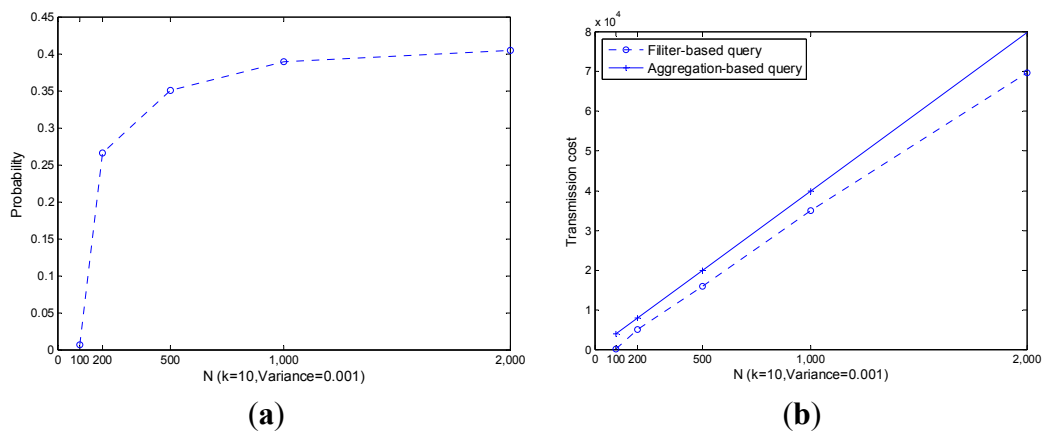 0.45
0.4
0.35
0.3
0.25
0.2
0.15
0.1
0.05
0
Probability
0 100 200 500 1,000 2,000
N (k=10,Variance=0.001)
(a)
x 10⁴
8
7
6
5
4
3
2
1
0
Transmission cost
Filiter-based query
Aggregation-based query
0 100 200 500 1,000 2,000
N (k=10,Variance=0.001)
(b)